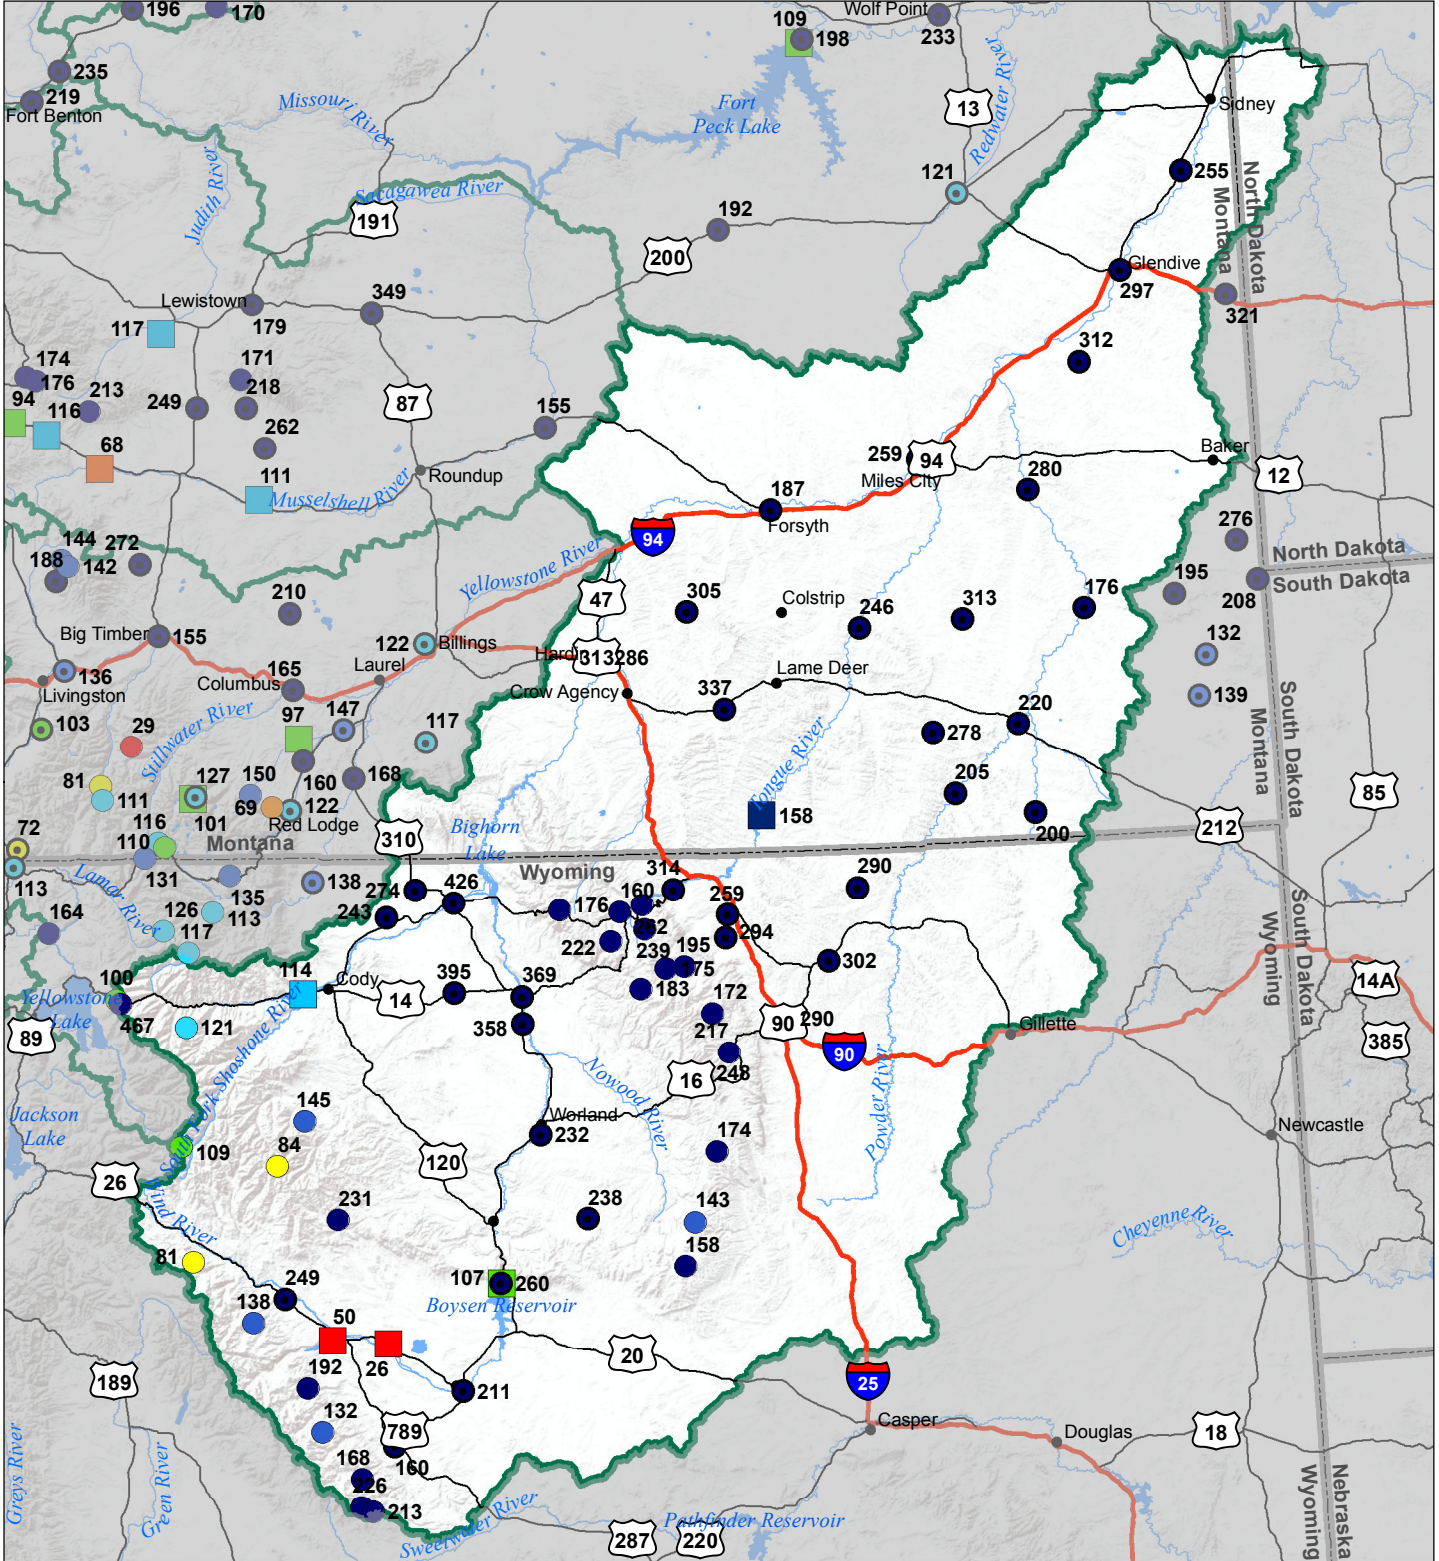 196
170
109
198
Wolf Point
233
235
219
Fort Benton
Missouri River
Fort
Peck Lake
13
Redwater River
Sidney
255
North Dakota
Montana
121
Judith River
Sacagawea River
191
192
200
Glendive
297
321
Lewistown
179
349
117
312
174
176
213
171
218
249
94
116
262
68
87
155
111
Musselshell River
Roundup
259
94
Miles City
280
Baker
12
187
Forsyth
94
276
North Dakota
South Dakota
208
195
144
142
188
272
210
Yellowstone River
47
305
Colstrip
246
313
176
132
139
Big Timber
155
122
Billings
Hardin
313
286
136
Livingston
Columbus
165
Laurel
Crow Agency
Lame Deer
337
220
278
South Dakota
Montana
103
29
Stillwater River
97
147
117
81
111
127
101
150
160
168
69
122
Red Lodge
Tongue River
158
205
200
85
212
72
116
110
Montana
310
Bighorn
Lake
113
131
135
138
Lamar River
Wyoming
274
426
243
176
160
314
259
290
262
294
302
222
239
195
175
183
164
126
113
117
South Dakota
Wyoming
100
467
Yellowstone
Lake
114
Cody
395
14
369
358
172
217
248
90
290
90
Gillette
14A
385
89
121
South Fork Shoshone River
Nowood River
16
Powder River
Jackson
Lake
145
84
109
Worland
232
120
174
Newcastle
26
Wind River
231
238
143
158
Cheyenne River
81
249
107
260
Boysen Reservoir
138
50
26
192
20
211
25
189
132
789
160
168
226
213
Casper
Douglas
18
Greys River
Green River
Sweetwater River
Pathfinder Reservoir
287
220
Nebraska
Wyoming